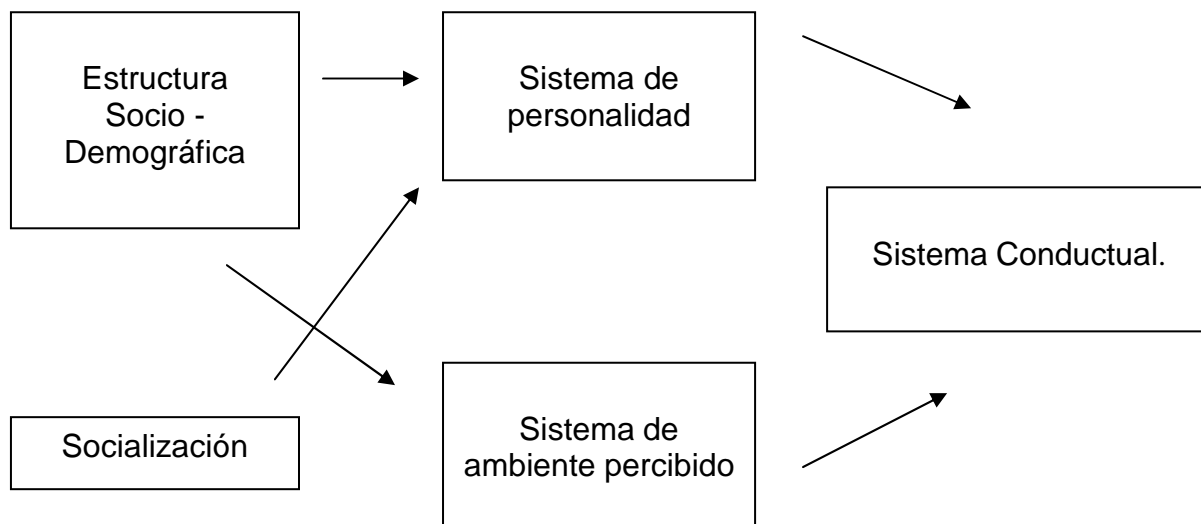 Estructura
Socio -
Demográfica
Sistema de
personalidad
Sistema Conductual.
Socialización
Sistema de
ambiente percibido